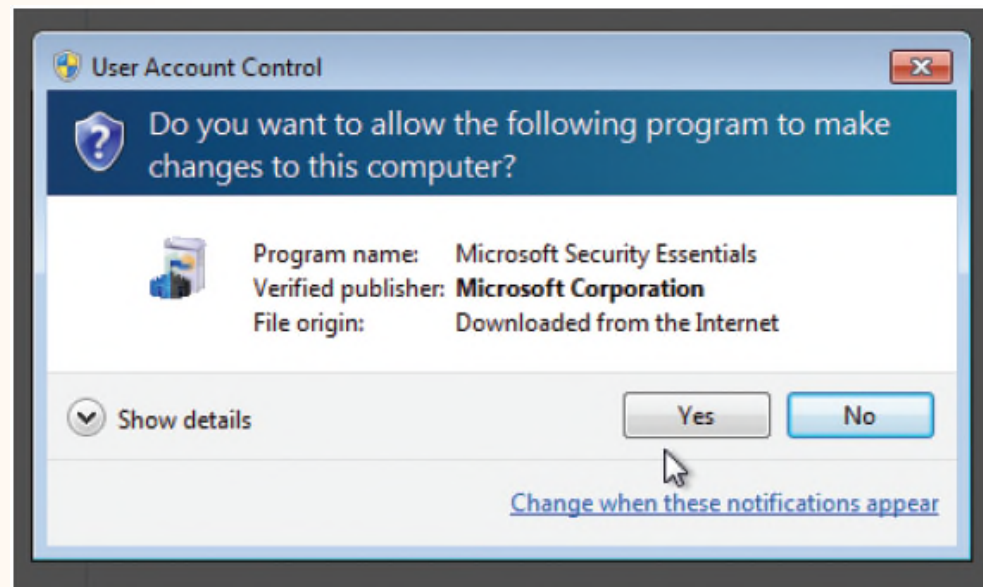 User Account Control
Do you want to allow the following program to make
changes to this computer?
Program name: Microsoft Security Essentials
Verified publisher: Microsoft Corporation
File origin: Downloaded from the Internet
Show details
Yes No
Change when these notifications appear